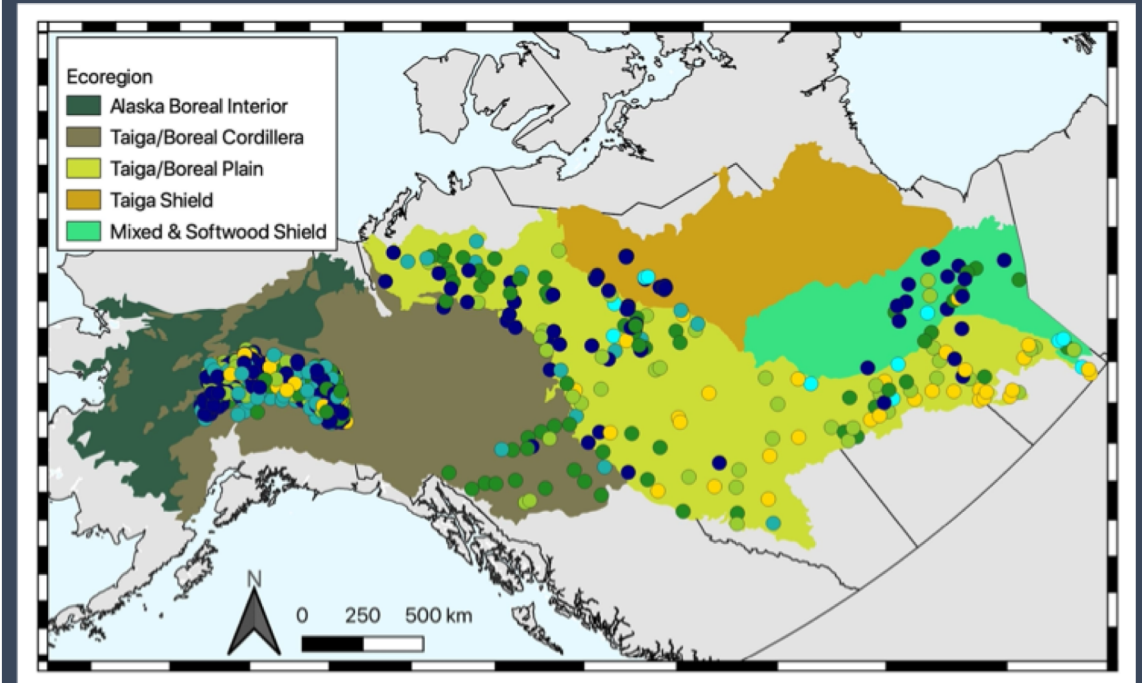 Ecoregion
Alaska Boreal Interior
Taiga/Boreal Cordillera
Taiga/Boreal Plain
Taiga Shield
Mixed & Softwood Shield
N
0 250 500 km